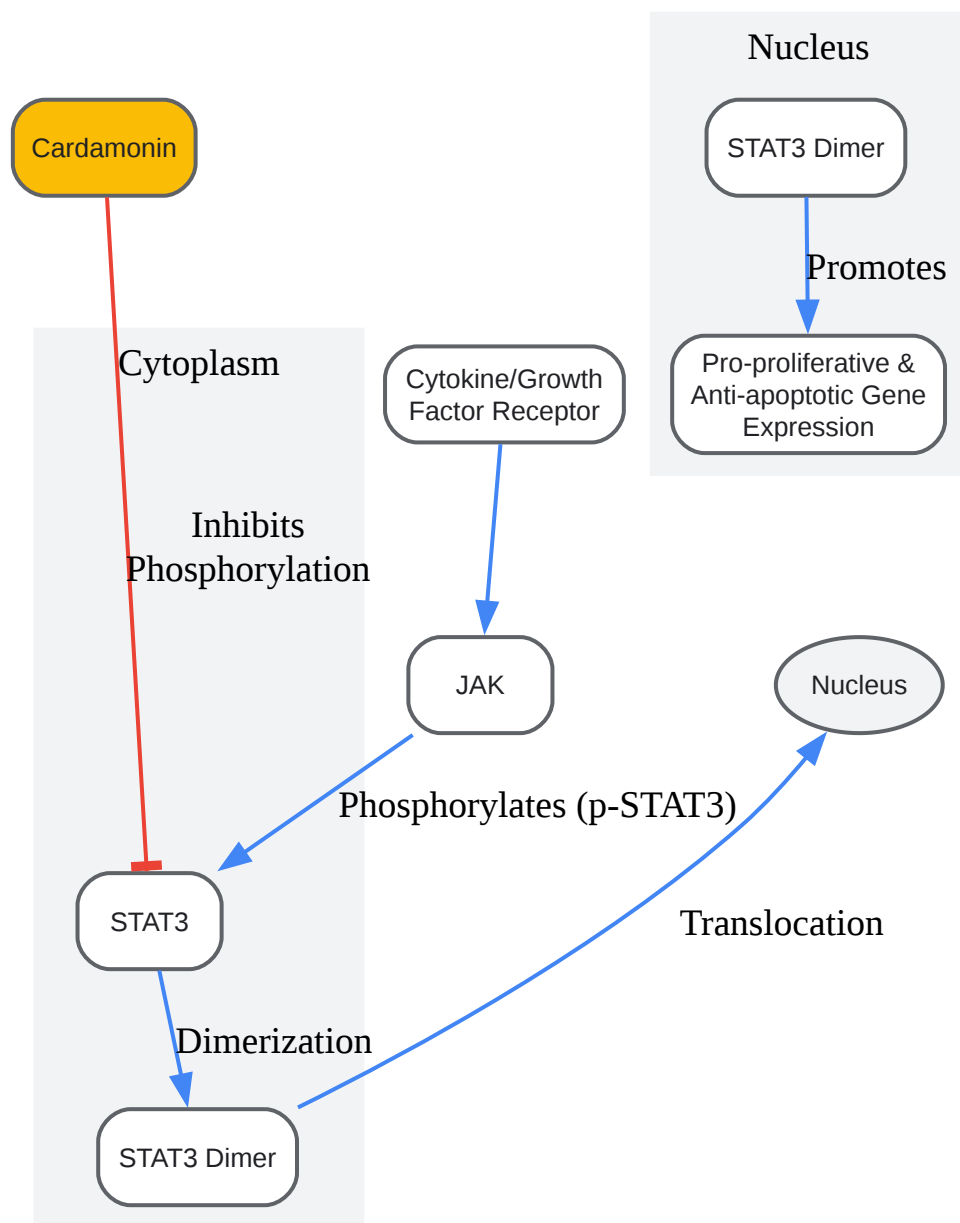 Nucleus
Cardamonin
STAT3 Dimer
Promotes
Cytoplasm
Cytokine/Growth
Factor Receptor
Pro-proliferative &
Anti-apoptotic Gene
Expression
Inhibits
Phosphorylation
JAK
Nucleus
Phosphorylates (p-STAT3)
STAT3
Translocation
Dimerization
STAT3 Dimer